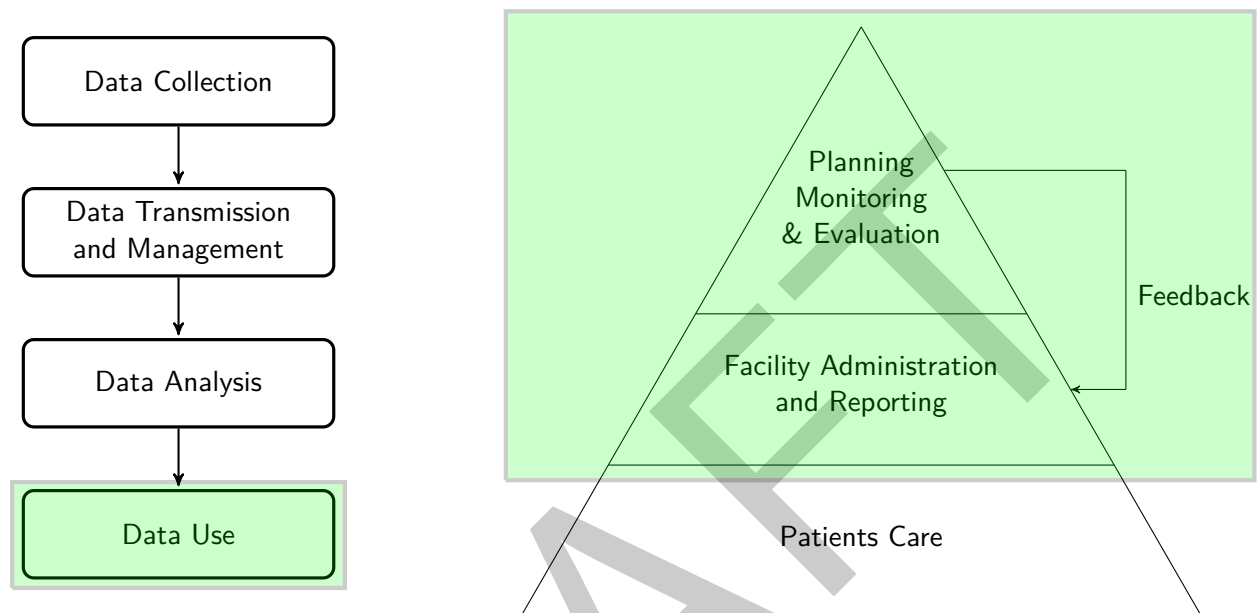 Data Collection
Data Transmission
and Management
Data Analysis
Data Use
Planning
Monitoring
& Evaluation
Feedback
Facility Administration
and Reporting
Patients Care
AFT